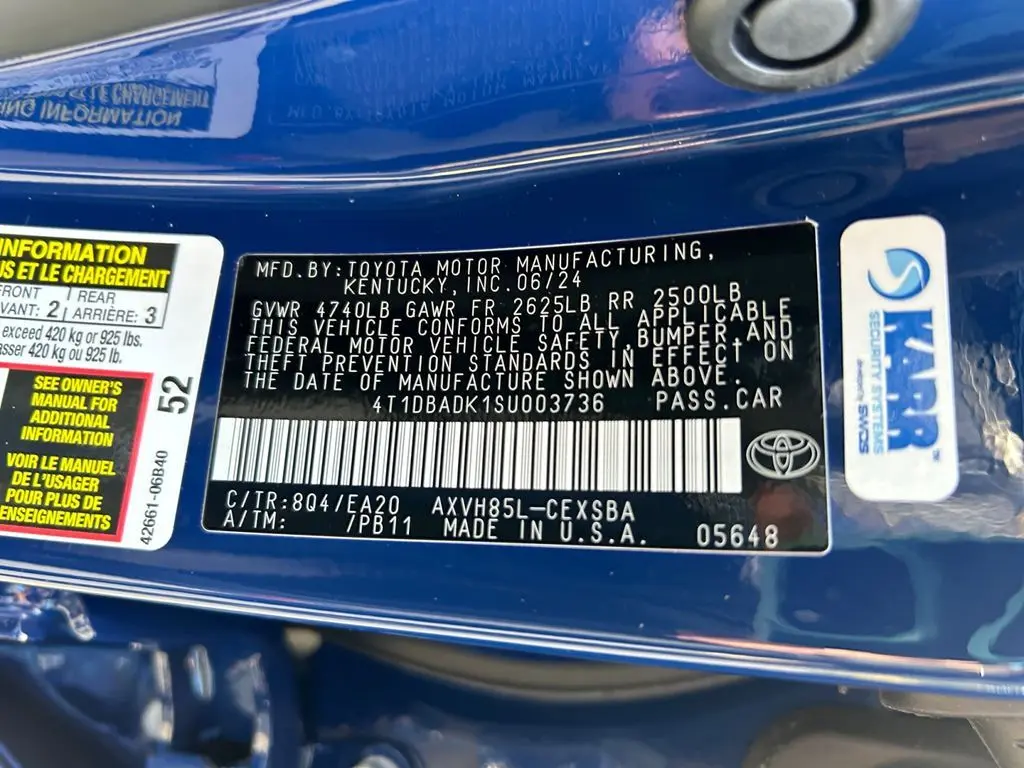 INFORMATION
US ET LE CHARGEMENT
FRONT
VANT: 2
REAR
ARRIÈRE: 3
exceed 420 kg or 925 lbs.
asser 420 kg ou 925 lb.
SEE OWNER'S
MANUAL FOR
ADDITIONAL
INFORMATION
VOIR LE MANUEL
DE L'USAGER
POUR PLUS DE
ENSEIGNEMENTS
52
42661-06B40
MFD.BY:TOYOTA MOTOR MANUFACTURING,
KENTUCKY,INC.06/24
GVWR 4740LB GAWR FR 2625LB RR 2500LB
THIS VEHICLE CONFORMS TO ALL APPLICABLE
FEDERAL MOTOR VEHICLE SAFETY,BUMPER,AND
THEFT PREVENTION STANDARDS IN EFFECT ON
THE DATE OF MANUFACTURE SHOWN ABOVE.
4T1DBADK1SU003736 PASS.CAR
C/TR:8Q4/EA20 AXVH85L-CEXSBA
A/TM: /PB11 MADE IN U.S.A. 05648
KARR
SECURITY SYSTEMS
SWDS